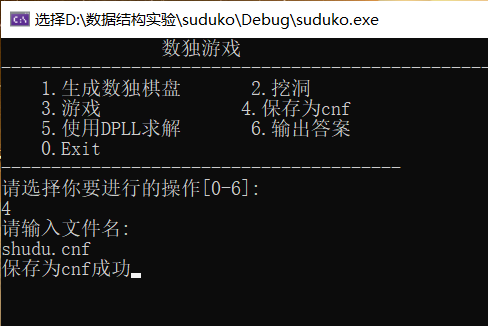 选择D:\数据结构实验\suduko\Debug\suduko.exe
数独游戏
--------------------------------------------------
1.生成数独棋盘 2.挖洞
3.游戏 4.保存为cnf
5.使用DPLL求解 6.输出答案
0.Exit
----------------------------------------
请选择你要进行的操作[0-6]:
4
请输入文件名:
shudu.cnf
保存为cnf成功